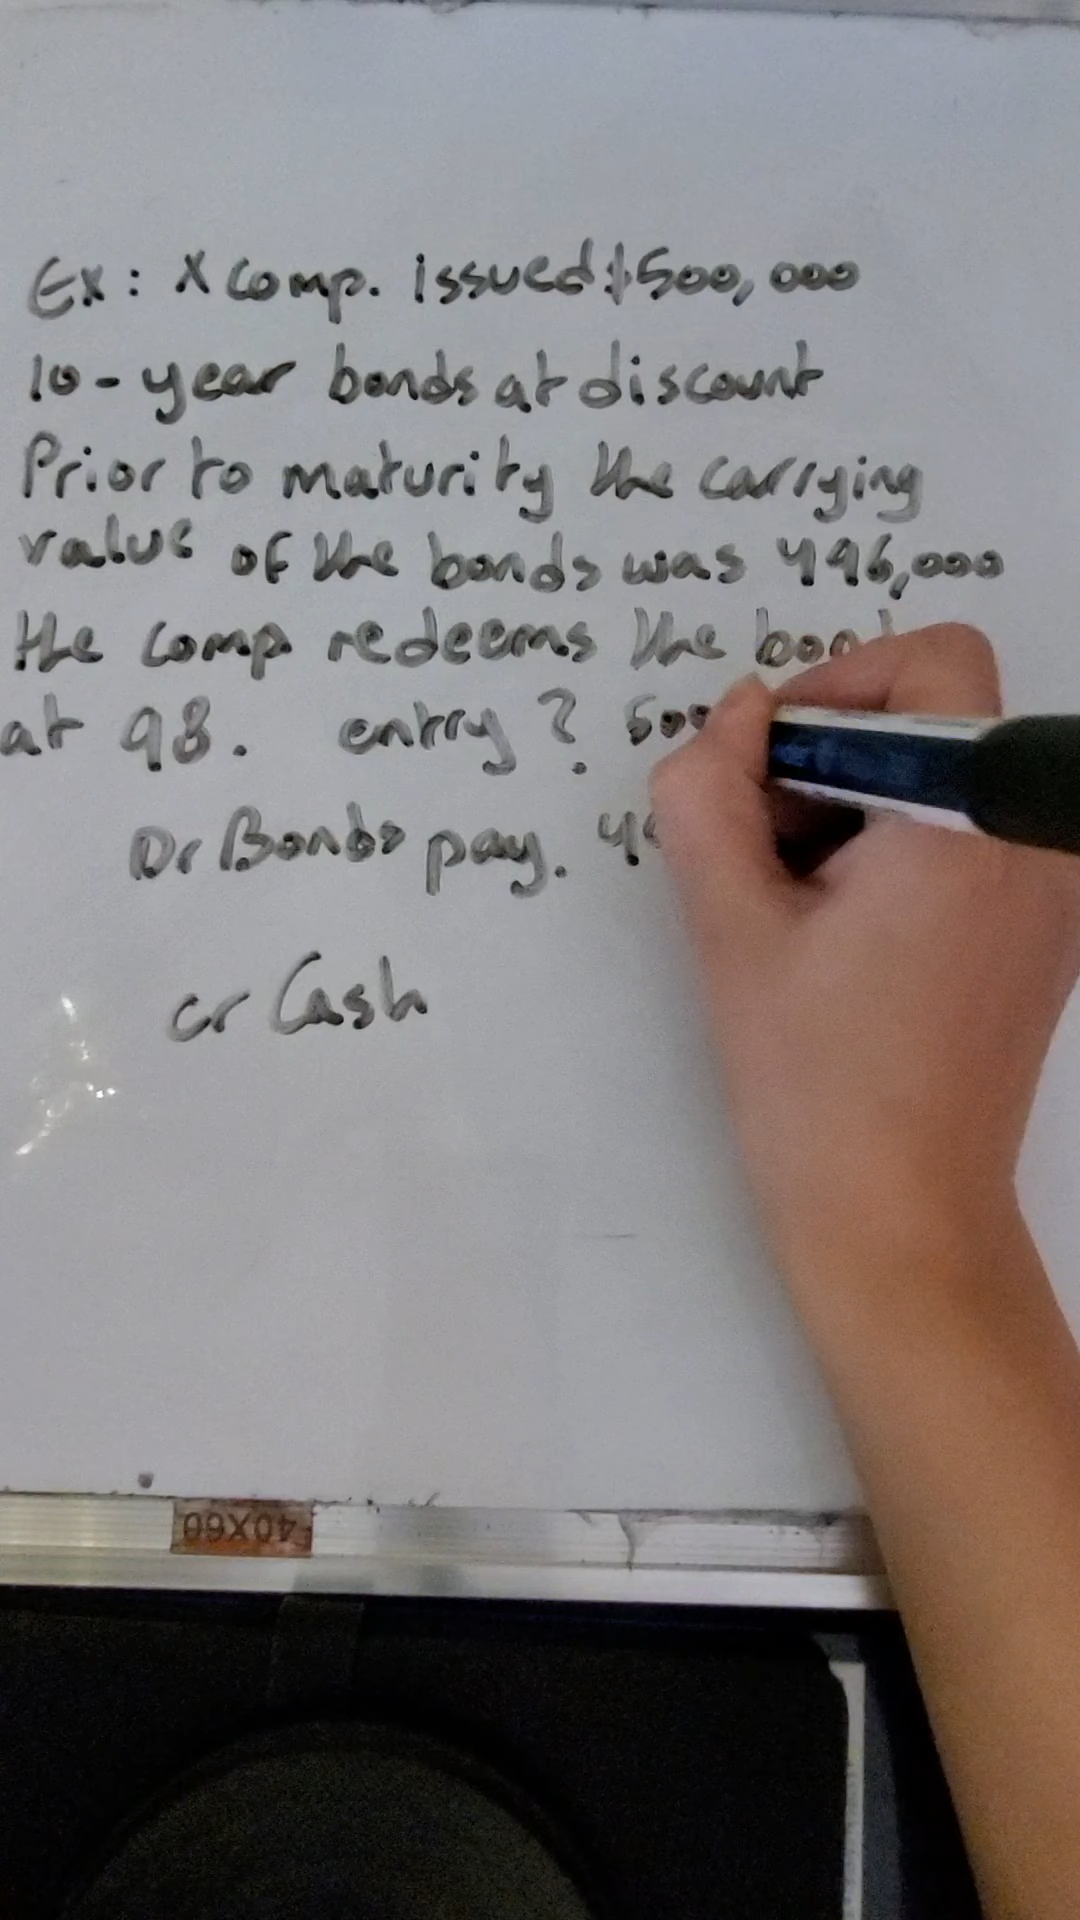 Ex: X comp. issued $500,000
10-year bonds at discount
Prior to maturity the carrying
value of the bonds was 496,000
the comp redeems the
at 98. entry?
Dr Bonds pay.
cr Cash
40X60